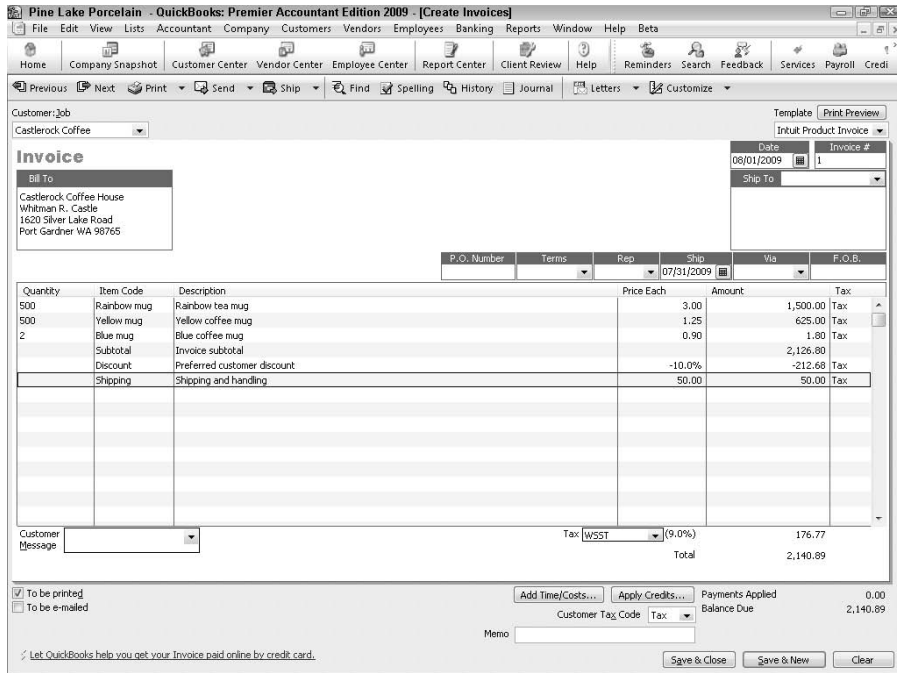 Pine Lake Porcelain - QuickBooks: Premier Accountant Edition 2009 - [Create Invoices]
File Edit View Lists Accountant Company Customers Vendors Employees Banking Reports Window Help Beta
Home Company Snapshot Customer Center Vendor Center Employee Center Report Center Client Review Help Reminders Search Feedback Services Payroll Credi
Previous Next Print Send Ship Find Spelling History Journal Letters Customize
Customer:Job Template Print Preview
Castlerock Coffee Intuit Product Invoice
Invoice
Date Invoice #
08/01/2009 1
Bill To Ship To
Castlerock Coffee House
Whitman R. Castle
1620 Silver Lake Road
Port Gardner WA 98765
P.O. Number Terms Rep Ship Via F.O.B.
07/31/2009
Quantity Item Code Description Price Each Amount Tax
500 Rainbow mug Rainbow tea mug 3.00 1,500.00 Tax
500 Yellow mug Yellow coffee mug 1.25 625.00 Tax
2 Blue mug Blue coffee mug 0.90 1.80 Tax
Subtotal Invoice subtotal 2,126.80
Discount Preferred customer discount -10.0% -212.68 Tax
Shipping Shipping and handling 50.00 50.00 Tax
Customer Message Tax WSST (9.0%) 176.77
Total 2,140.89
To be printed Add Time/Costs... Apply Credits... Payments Applied 0.00
To be e-mailed Customer Tax Code Tax Balance Due 2,140.89
Memo
Let QuickBooks help you get your Invoice paid online by credit card. Save & Close Save & New Clear